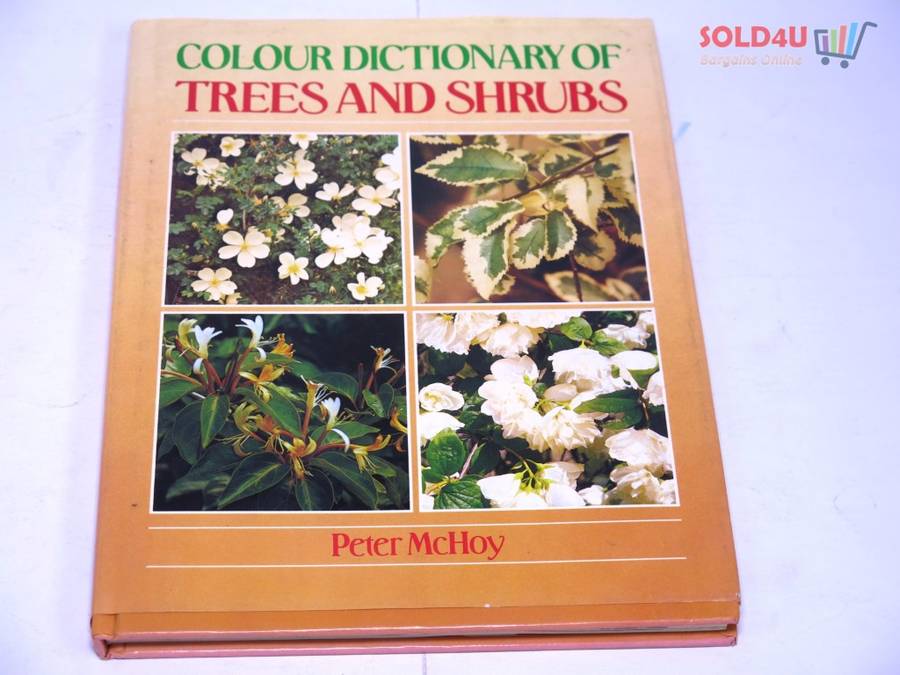 SOLD4U
Bargains Online
COLOUR DICTIONARY OF
TREES AND SHRUBS
Peter McHoy